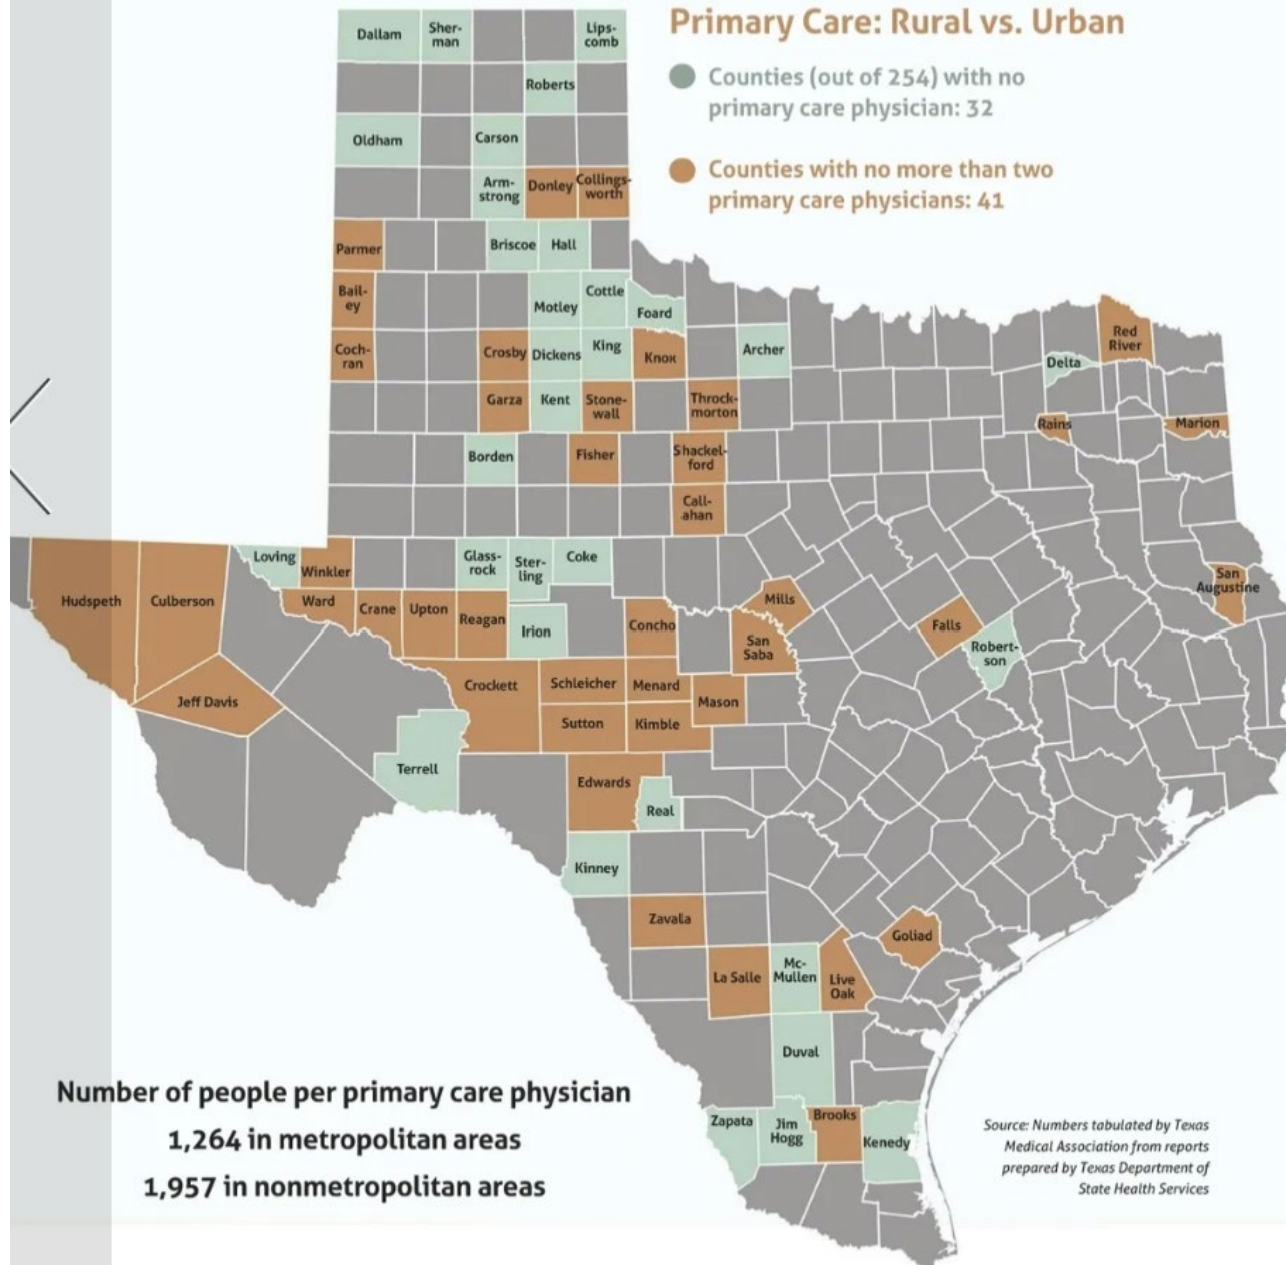 Primary Care: Rural vs. Urban
Counties (out of 254) with no
primary care physician: 32
Counties with no more than two
primary care physicians: 41
Dallam
Sher-
man
Lips-
comb
Roberts
Oldham
Carson
Arm-
strong
Donley
Collings-
worth
Parmer
Briscoe
Hall
Bail-
ey
Motley
Cottle
Foard
Coch-
ran
Crosby
Dickens
King
Knox
Archer
Red
River
Delta
Garza
Kent
Stone-
wall
Throck-
morton
Rains
Marion
Borden
Fisher
Shackel-
ford
Call-
ahan
Loving
Winkler
Glass-
rock
Ster-
ling
Coke
San
Augustine
Hudspeth
Culberson
Ward
Crane
Upton
Reagan
Irion
Concho
Mills
San
Saba
Falls
Robert-
son
Jeff Davis
Crockett
Schleicher
Menard
Mason
Sutton
Kimble
Terrell
Edwards
Real
Kinney
Zavala
Goliad
La Salle
Mc-
Mullen
Live
Oak
Duval
Zapata
Jim
Hogg
Brooks
Kenedy
Number of people per primary care physician
1,264 in metropolitan areas
1,957 in nonmetropolitan areas
Source: Numbers tabulated by Texas
Medical Association from reports
prepared by Texas Department of
State Health Services